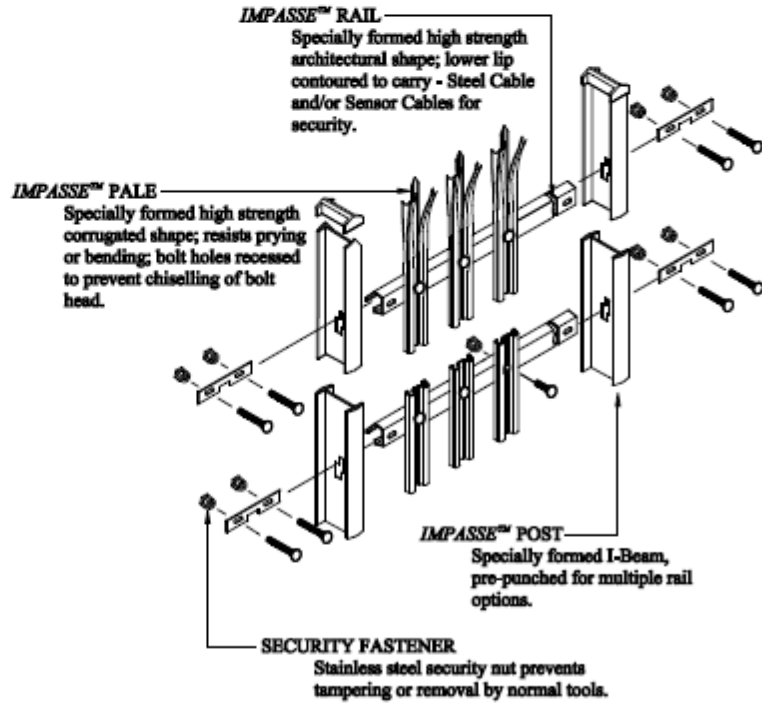 IMPASSE™ RAIL
Specially formed high strength
architectural shape; lower lip
contoured to carry - Steel Cable
and/or Sensor Cables for
security.
IMPASSE™ PALE
Specially formed high strength
corrugated shape; resists prying
or bending; bolt holes recessed
to prevent chiselling of bolt
head.
IMPASSE™ POST
Specially formed I-Beam,
pre-punched for multiple rail
options.
SECURITY FASTENER
Stainless steel security nut prevents
tampering or removal by normal tools.